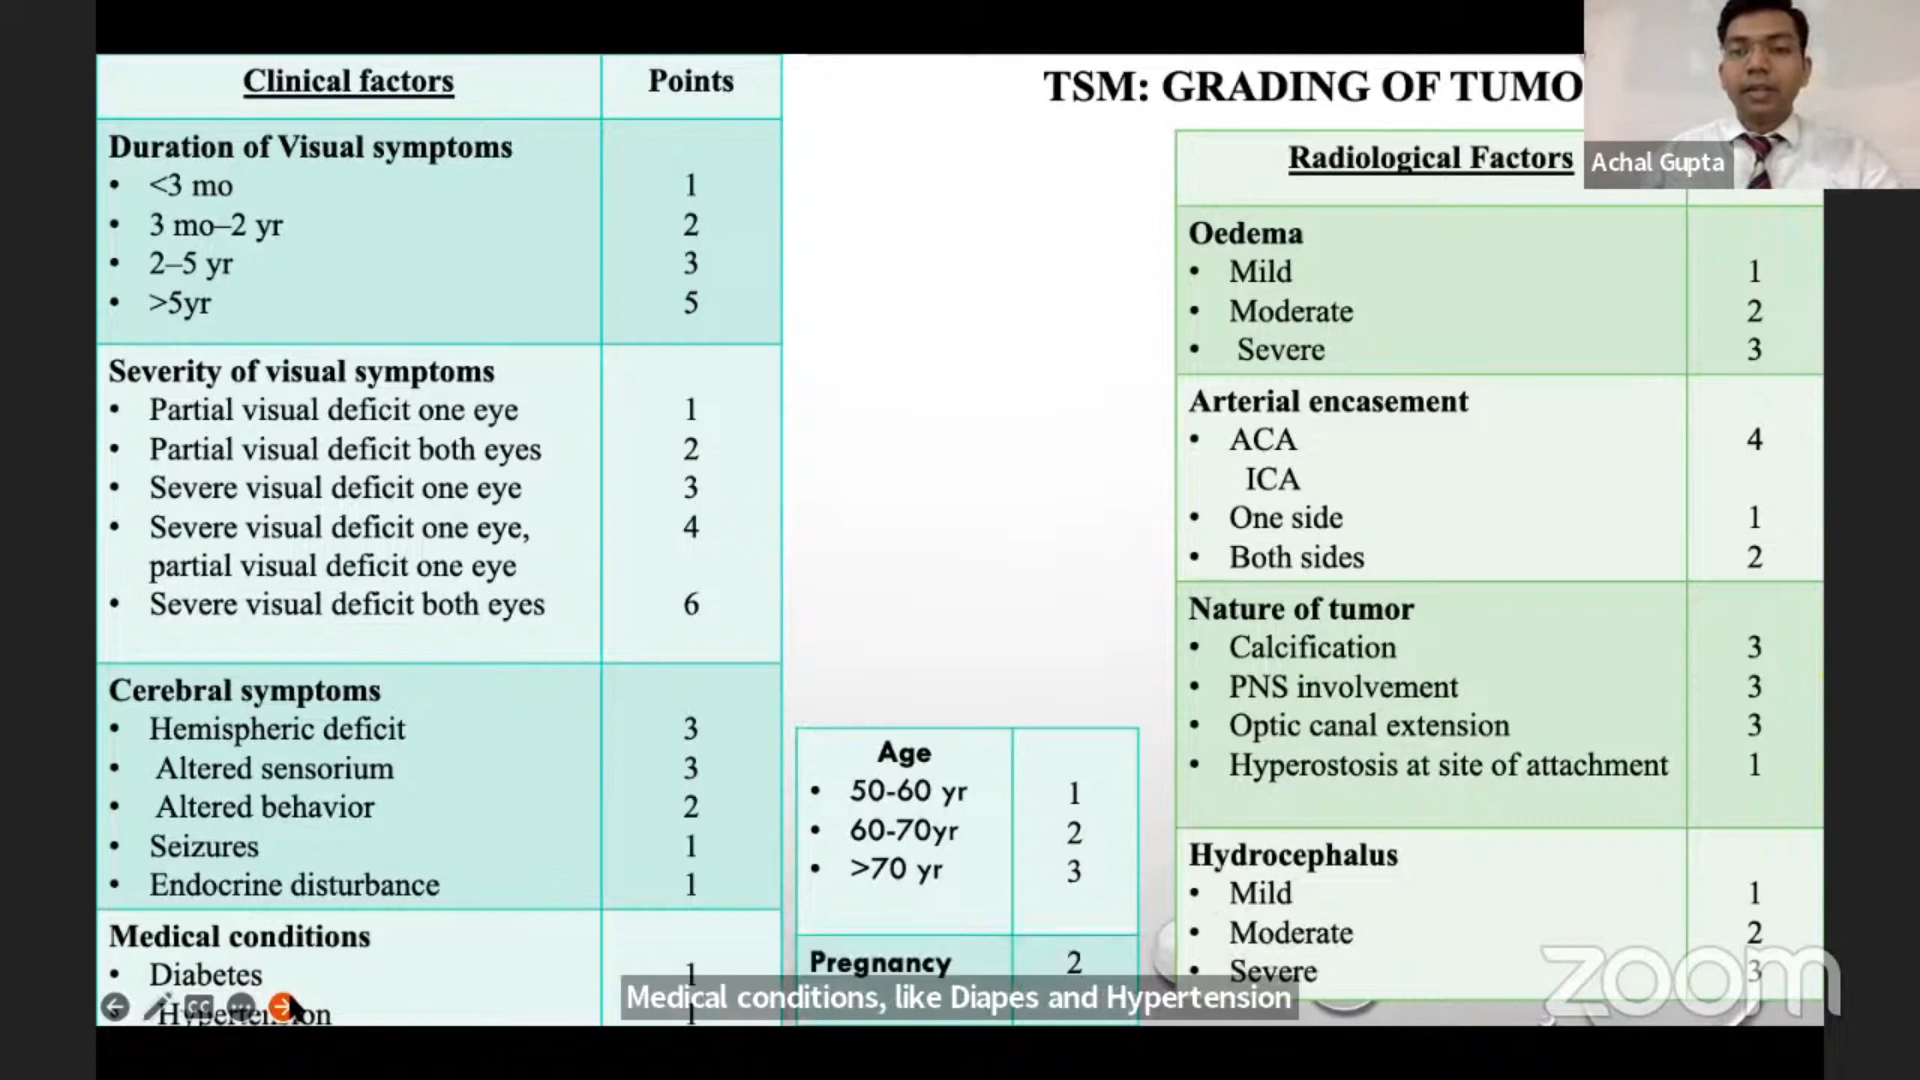 TSM: GRADING OF TUMO
Clinical factors Points
Duration of Visual symptoms
• <3 mo 1
• 3 mo–2 yr 2
• 2–5 yr 3
• >5yr 5
Severity of visual symptoms
• Partial visual deficit one eye 1
• Partial visual deficit both eyes 2
• Severe visual deficit one eye 3
• Severe visual deficit one eye, 4
partial visual deficit one eye
• Severe visual deficit both eyes 6
Cerebral symptoms
• Hemispheric deficit 3
• Altered sensorium 3
• Altered behavior 2
• Seizures 1
• Endocrine disturbance 1
Medical conditions
• Diabetes 1
Hypertension 1
Age
• 50-60 yr 1
• 60-70yr 2
• >70 yr 3
Pregnancy 2
Radiological Factors
Oedema
• Mild 1
• Moderate 2
• Severe 3
Arterial encasement
• ACA 4
ICA
• One side 1
• Both sides 2
Nature of tumor
• Calcification 3
• PNS involvement 3
• Optic canal extension 3
• Hyperostosis at site of attachment 1
Hydrocephalus
• Mild 1
• Moderate 2
• Severe 3
Achal Gupta
CC
Medical conditions, like Diapes and Hypertension
zoom